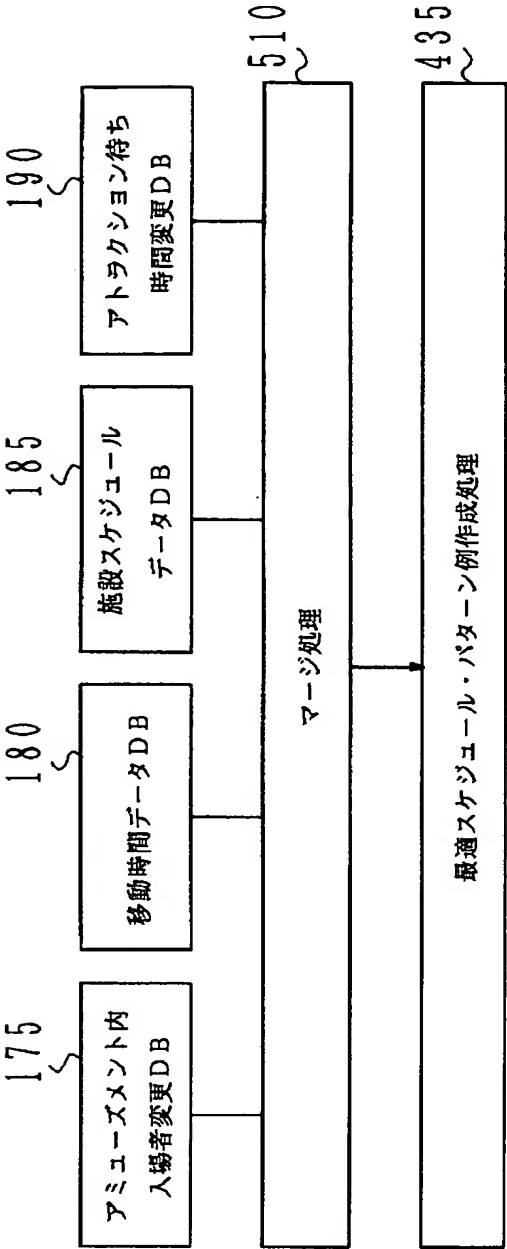 175
アミューズメント内
入場者変更DB
180
移動時間データDB
185
施設スケジュール
データDB
190
アトラクション待ち
時間変更DB
マージ処理
510
最適スケジュール・パターン例作成処理
435